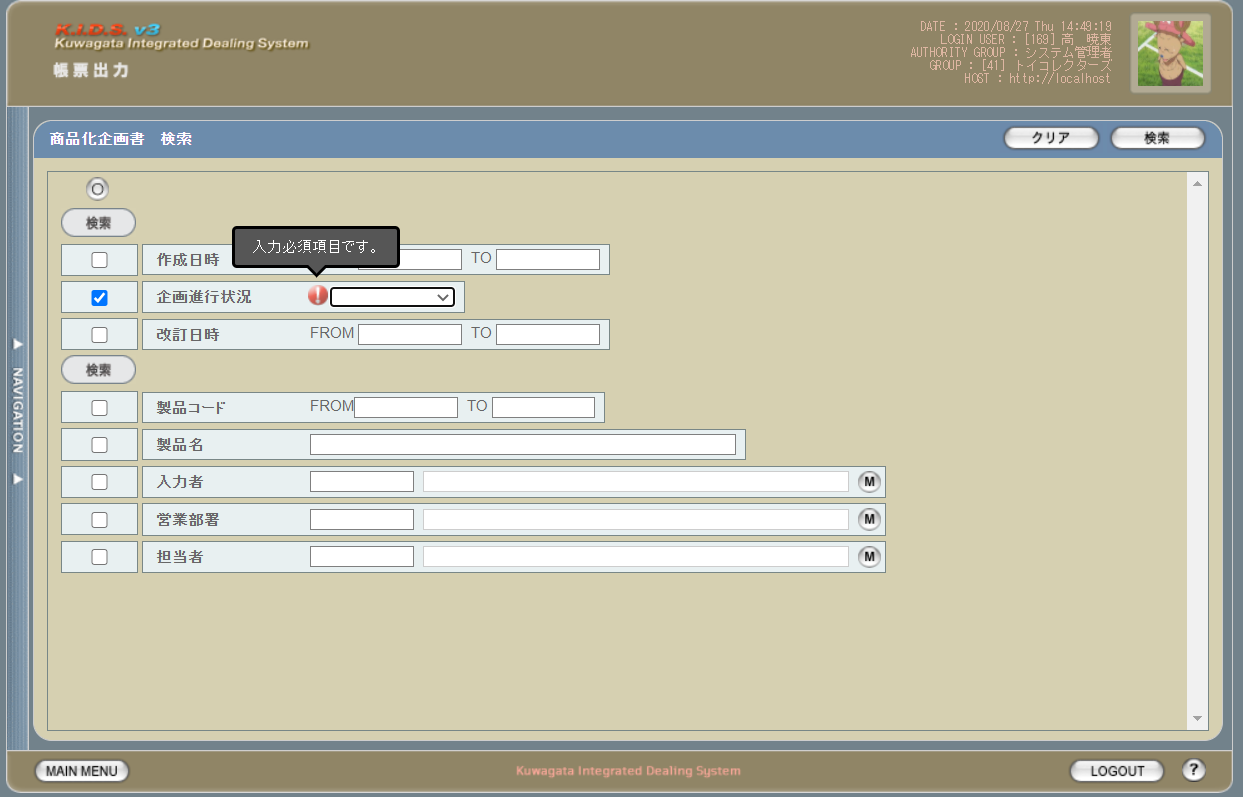 K.I.D.S. v3
Kuwagata Integrated Dealing System
帳票出力
DATE : 2020/08/27 Thu 14:49:19
LOGIN USER : [169] 高　暁東
AUTHORITY GROUP : システム管理者
GROUP : [41] トイコレクターズ
HOST : http://localhost
商品化企画書　検索
クリア
検索
検索
入力必須項目です。
作成日時
TO
企画進行状況
改訂日時
FROM
TO
検索
製品コード
FROM
TO
製品名
入力者
M
営業部署
M
担当者
M
NAVIGATION
MAIN MENU
Kuwagata Integrated Dealing System
LOGOUT
?